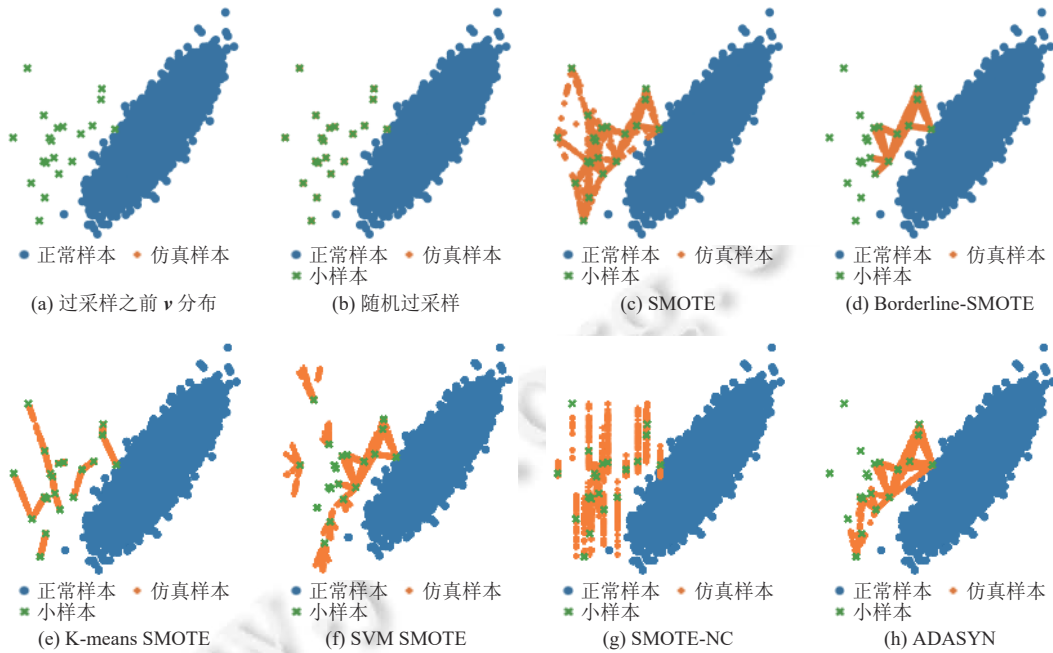 正常样本 仿真样本 正常样本 仿真样本 正常样本 仿真样本 正常样本 仿真样本
小样本 小样本 小样本 小样本
(a) 过采样之前 v 分布 (b) 随机过采样 (c) SMOTE (d) Borderline-SMOTE
正常样本 仿真样本 正常样本 仿真样本 正常样本 仿真样本 正常样本 仿真样本
小样本 小样本 小样本 小样本
(e) K-means SMOTE (f) SVM SMOTE (g) SMOTE-NC (h) ADASYN